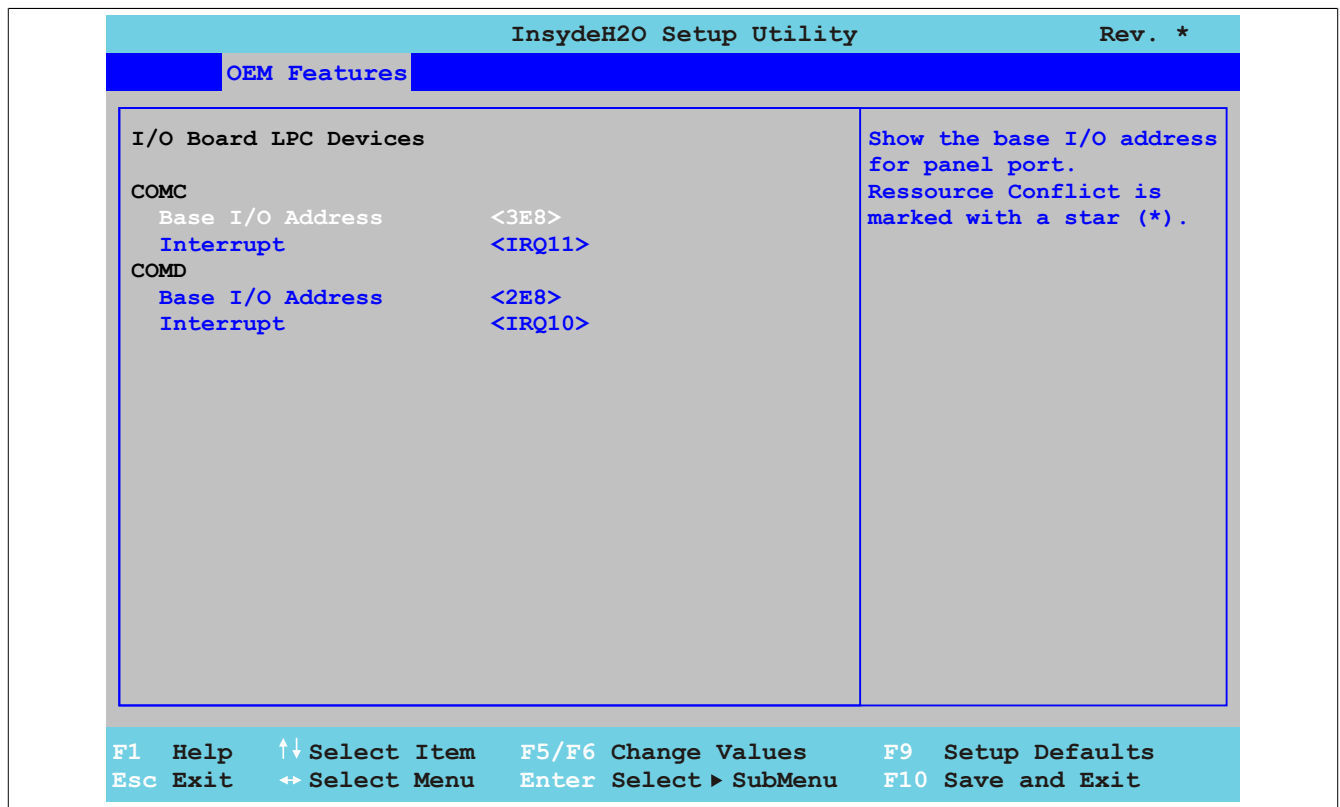 InsydeH2O Setup Utility Rev. *
OEM Features
I/O Board LPC Devices
COMC
Base I/O Address <3E8>
Interrupt <IRQ11>
COMD
Base I/O Address <2E8>
Interrupt <IRQ10>
Show the base I/O address
for panel port.
Ressource Conflict is
marked with a star (*).
F1 Help ↑↓ Select Item F5/F6 Change Values F9 Setup Defaults
Esc Exit ↔ Select Menu Enter Select ▶ SubMenu F10 Save and Exit